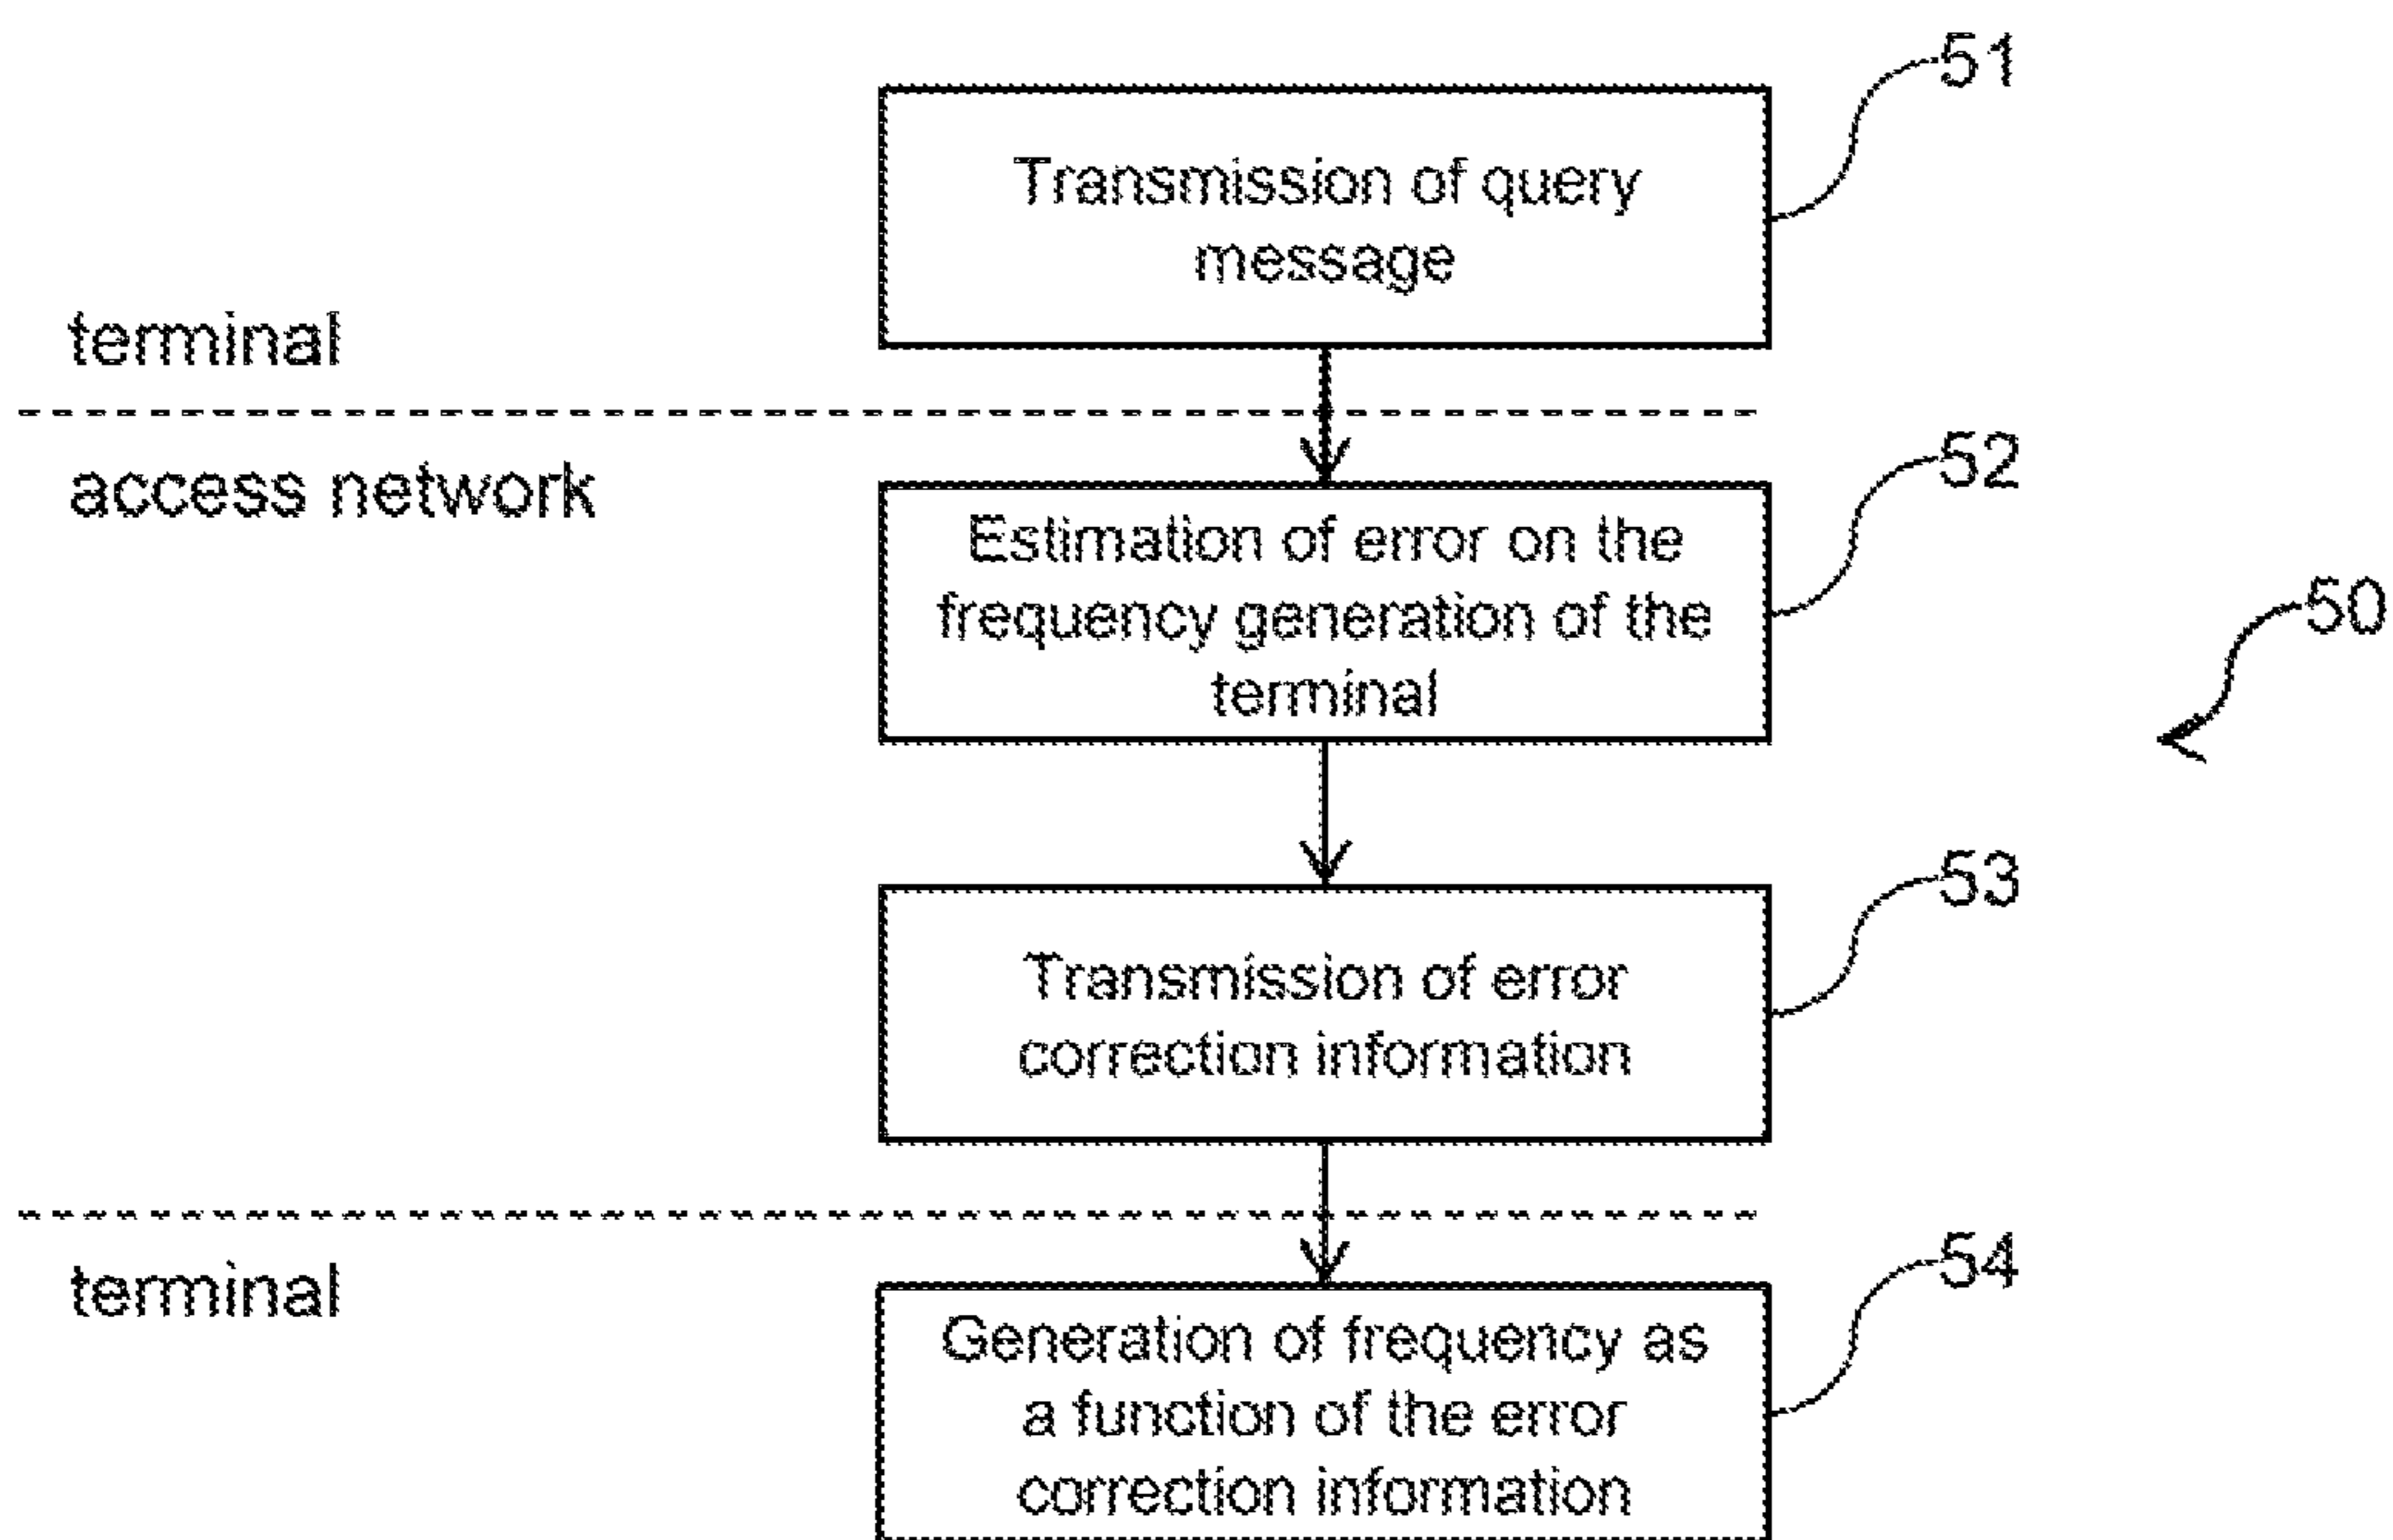 51
Transmission of query
message
terminal
access network
52
Estimation of error on the
frequency generation of the
terminal
50
53
Transmission of error
correction information
terminal
54
Generation of frequency as
a function of the error
correction information